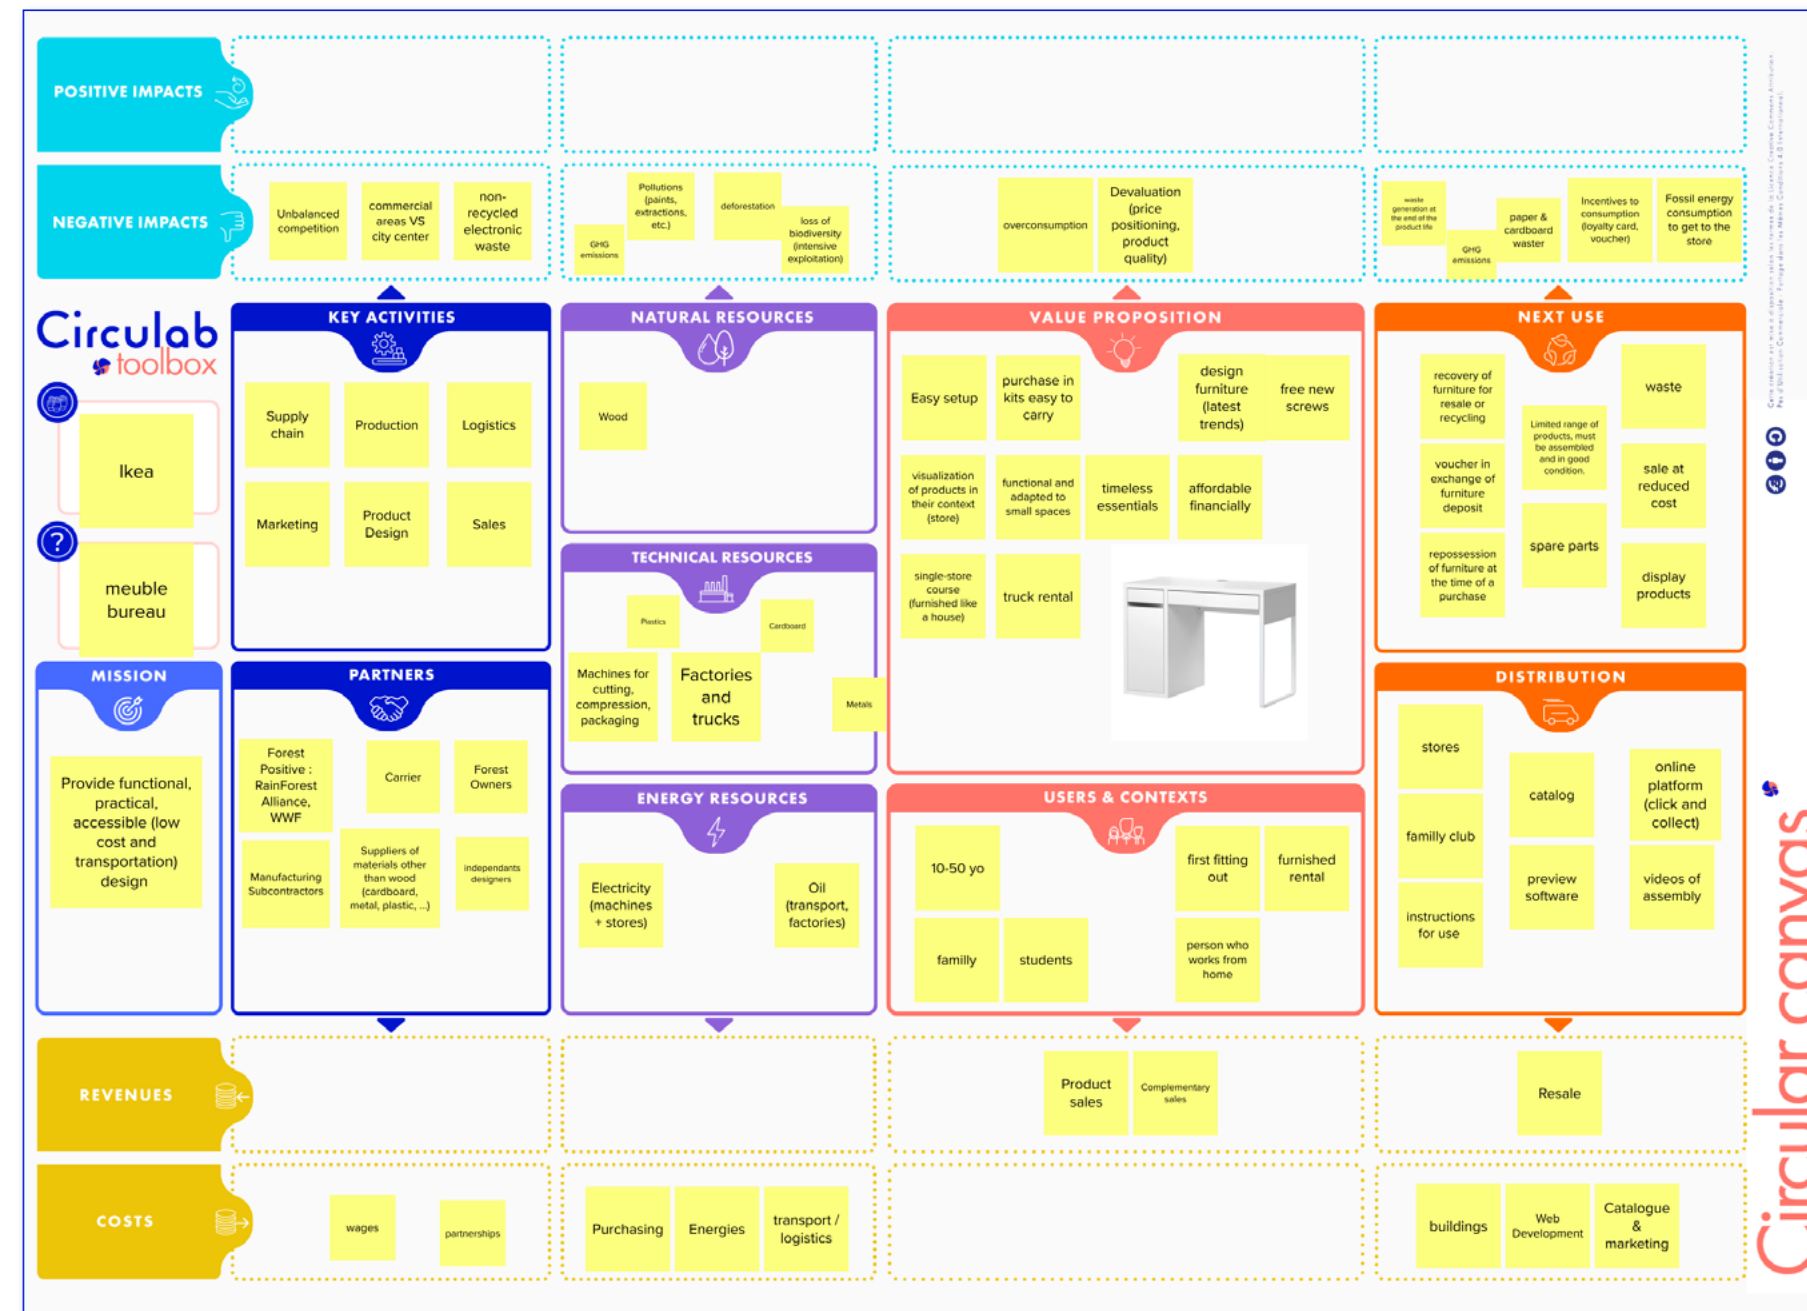 POSITIVE IMPACTS
NEGATIVE IMPACTS
Unbalanced
competition
commercial
areas VS
city center
non-
recycled
electronic
waste
GHG
emissions
Pollutions
(paints,
extractions,
etc.)
deforestation
loss of
biodiversity
(intensive
exploitation)
overconsumption
Devaluation
(price
positioning,
product
quality)
waste
generation at
the end of the
product life
GHG
emissions
paper &
cardboard
waster
Incentives to
consumption
(loyalty card,
voucher)
Fossil energy
consumption
to get to the
store
Circulab
toolbox
Ikea
?
meuble
bureau
MISSION
Provide functional,
practical,
accessible (low
cost and
transportation)
design
KEY ACTIVITIES
Supply
chain
Production
Logistics
Marketing
Product
Design
Sales
PARTNERS
Forest
Positive :
RainForest
Alliance,
WWF
Carrier
Forest
Owners
Manufacturing
Subcontractors
Suppliers of
materials other
than wood
(cardboard,
metal, plastic, ...)
independants
designers
NATURAL RESOURCES
Wood
TECHNICAL RESOURCES
Plastics
Cardboard
Machines for
cutting,
compression,
packaging
Factories
and
trucks
Metals
ENERGY RESOURCES
Electricity
(machines
+ stores)
Oil
(transport,
factories)
VALUE PROPOSITION
Easy setup
purchase in
kits easy to
carry
design
furniture
(latest
trends)
free new
screws
visualization
of products in
their context
(store)
functional and
adapted to
small spaces
timeless
essentials
affordable
financially
single-store
course
(furnished like
a house)
truck rental
USERS & CONTEXTS
10-50 yo
first fitting
out
furnished
rental
familly
students
person who
works from
home
NEXT USE
recovery of
furniture for
resale or
recycling
Limited range of
products, must
be assembled
and in good
condition.
waste
voucher in
exchange of
furniture
deposit
sale at
reduced
cost
spare parts
repossession
of furniture at
the time of a
purchase
display
products
DISTRIBUTION
stores
catalog
online
platform
(click and
collect)
familly club
preview
software
videos of
assembly
instructions
for use
REVENUES
Product
sales
Complementary
sales
Resale
COSTS
wages
partnerships
Purchasing
Energies
transport /
logistics
buildings
Web
Development
Catalogue
&
marketing
Circular canvas